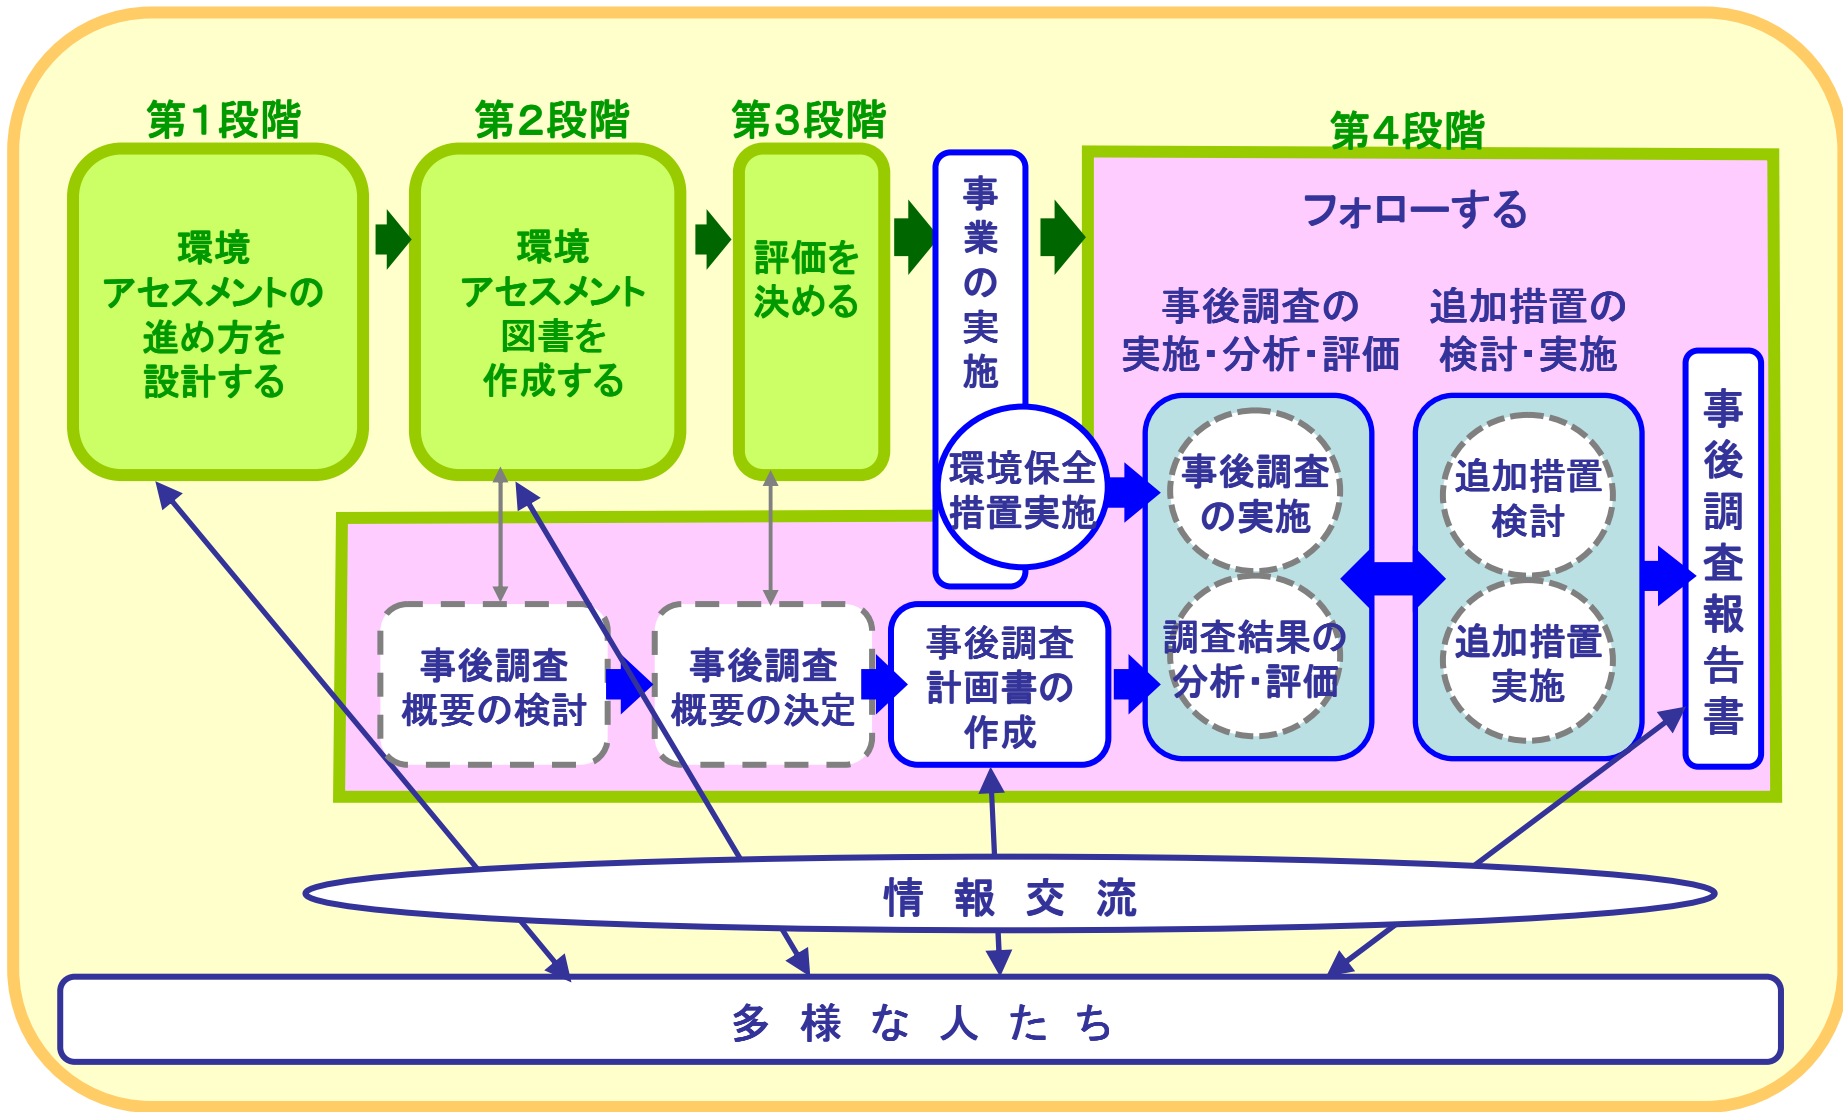 第1段階
環境
アセスメントの
進め方を
設計する
第2段階
環境
アセスメント
図書を
作成する
第3段階
評価を
決める
事業の実施
環境保全
措置実施
第4段階
フォローする
事後調査の
実施・分析・評価
追加措置の
検討・実施
事後調査
の実施
調査結果の
分析・評価
追加措置
検討
追加措置
実施
事後調査報告書
事後調査
概要の検討
事後調査
概要の決定
事後調査
計画書の
作成
情報交流
多様な人たち